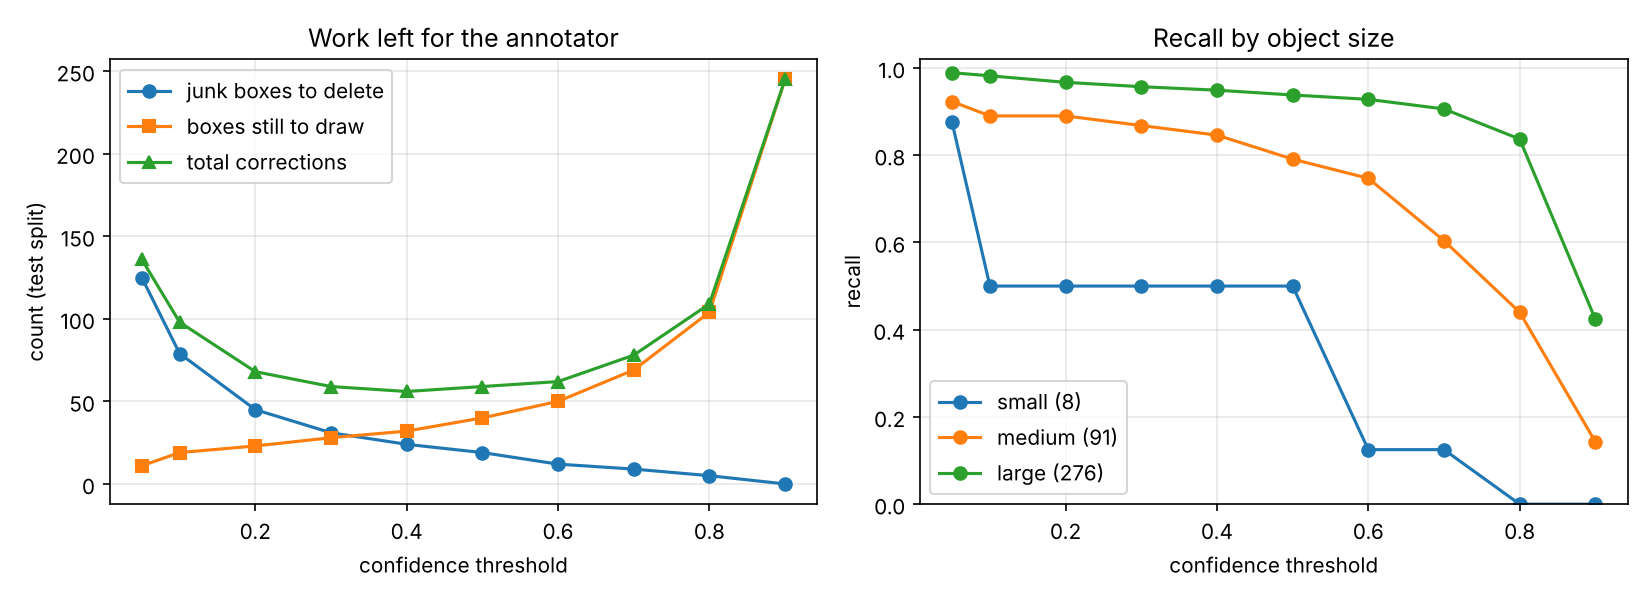 Work left for the annotator
junk boxes to delete
boxes still to draw
total corrections
count (test split)
250
200
150
100
50
0
0.2
0.4
0.6
0.8
confidence threshold
Recall by object size
recall
1.0
0.8
0.6
0.4
0.2
0.0
small (8)
medium (91)
large (276)
0.2
0.4
0.6
0.8
confidence threshold